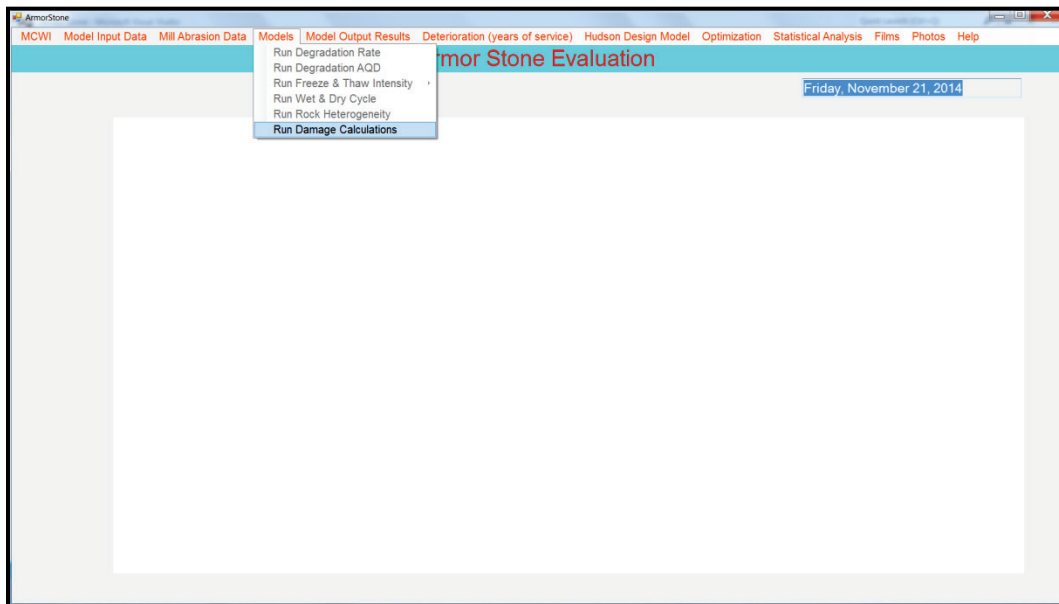 ArmorStone
MCWI Model Input Data Mill Abrasion Data Models Model Output Results Deterioration (years of service) Hudson Design Model Optimization Statistical Analysis Films Photos Help
mor Stone Evaluation
Run Degradation Rate
Run Degradation AQD
Run Freeze & Thaw Intensity
Run Wet & Dry Cycle
Run Rock Heterogeneity
Run Damage Calculations
Friday, November 21, 2014